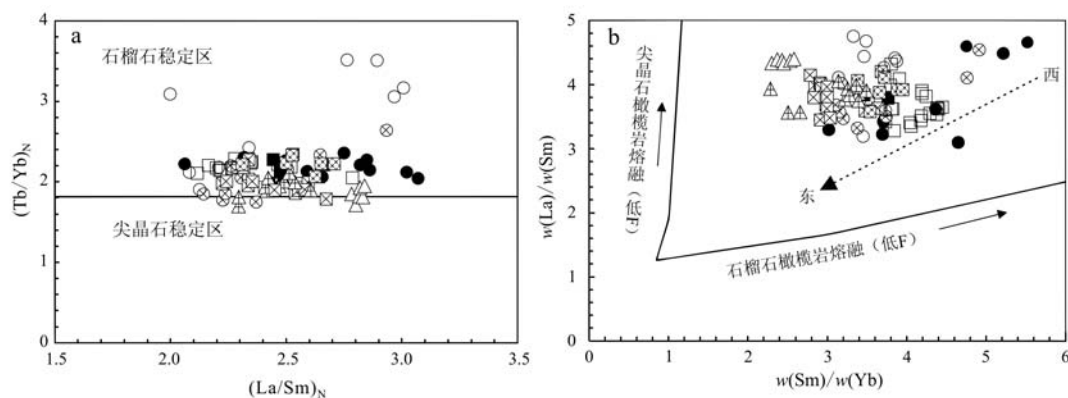 a
石榴石稳定区
尖晶石稳定区
(Tb/Yb)N
4
3
2
1
0
1.5 2.0 2.5 3.0 3.5
(La/Sm)N
b
尖晶石橄榄岩熔融（低F）
西
东
石榴石橄榄岩熔融（低F）
w(La)/w(Sm)
5
4
3
2
1
0
0 1 2 3 4 5 6
w(Sm)/w(Yb)